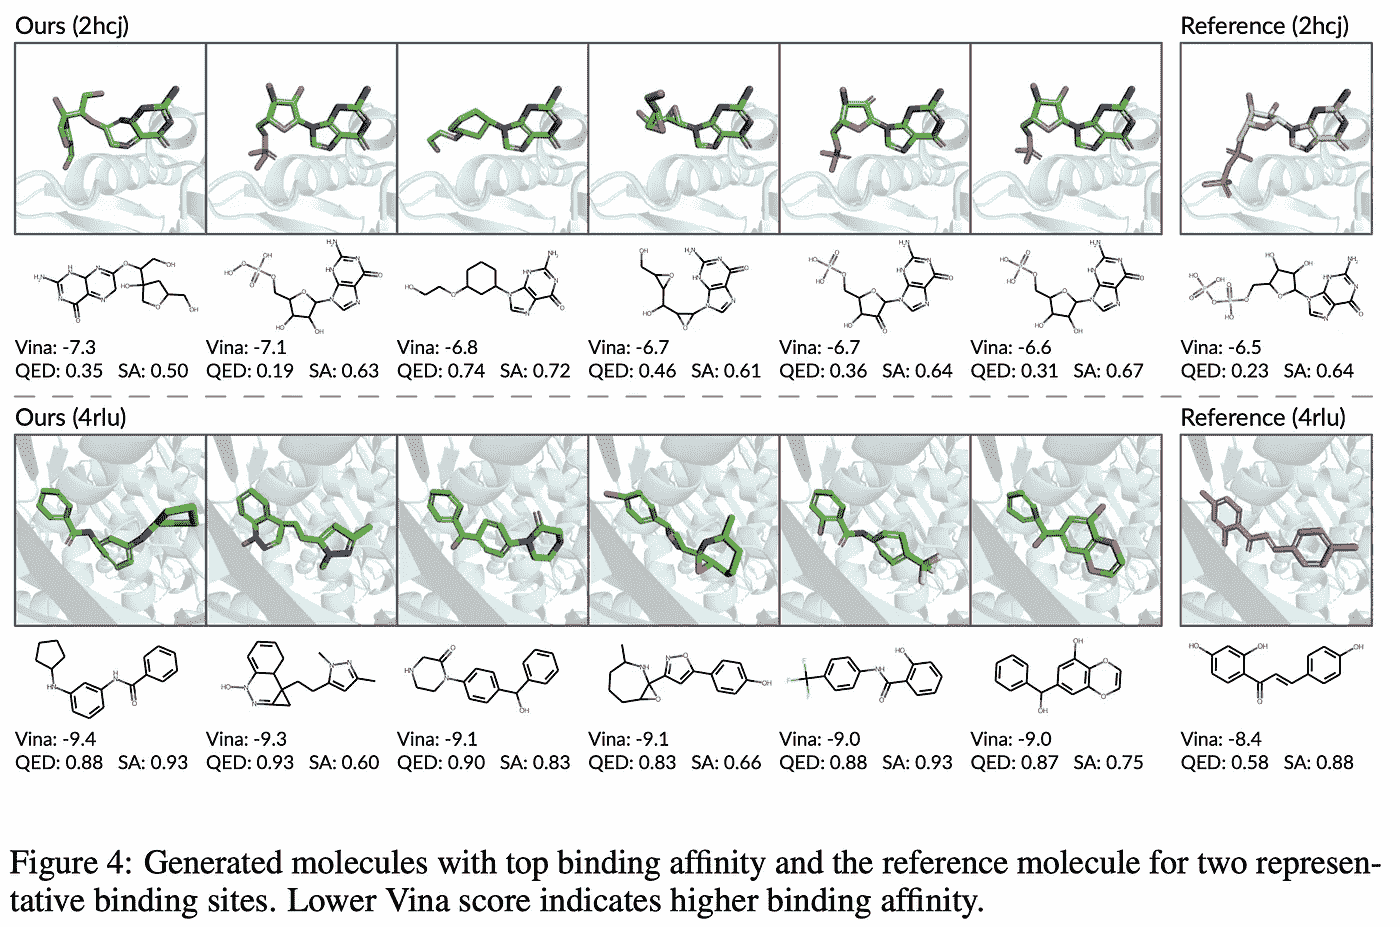 Ours (2hcj)
Reference (2hcj)
Vina: -7.3
QED: 0.35 SA: 0.50
Vina: -7.1
QED: 0.19 SA: 0.63
Vina: -6.8
QED: 0.74 SA: 0.72
Vina: -6.7
QED: 0.46 SA: 0.61
Vina: -6.7
QED: 0.36 SA: 0.64
Vina: -6.6
QED: 0.31 SA: 0.67
Vina: -6.5
QED: 0.23 SA: 0.64
Ours (4rlu)
Reference (4rlu)
Vina: -9.4
QED: 0.88 SA: 0.93
Vina: -9.3
QED: 0.93 SA: 0.60
Vina: -9.1
QED: 0.90 SA: 0.83
Vina: -9.1
QED: 0.83 SA: 0.66
Vina: -9.0
QED: 0.88 SA: 0.93
Vina: -9.0
QED: 0.87 SA: 0.75
Vina: -8.4
QED: 0.58 SA: 0.88
Figure 4: Generated molecules with top binding affinity and the reference molecule for two represen-
tative binding sites. Lower Vina score indicates higher binding affinity.